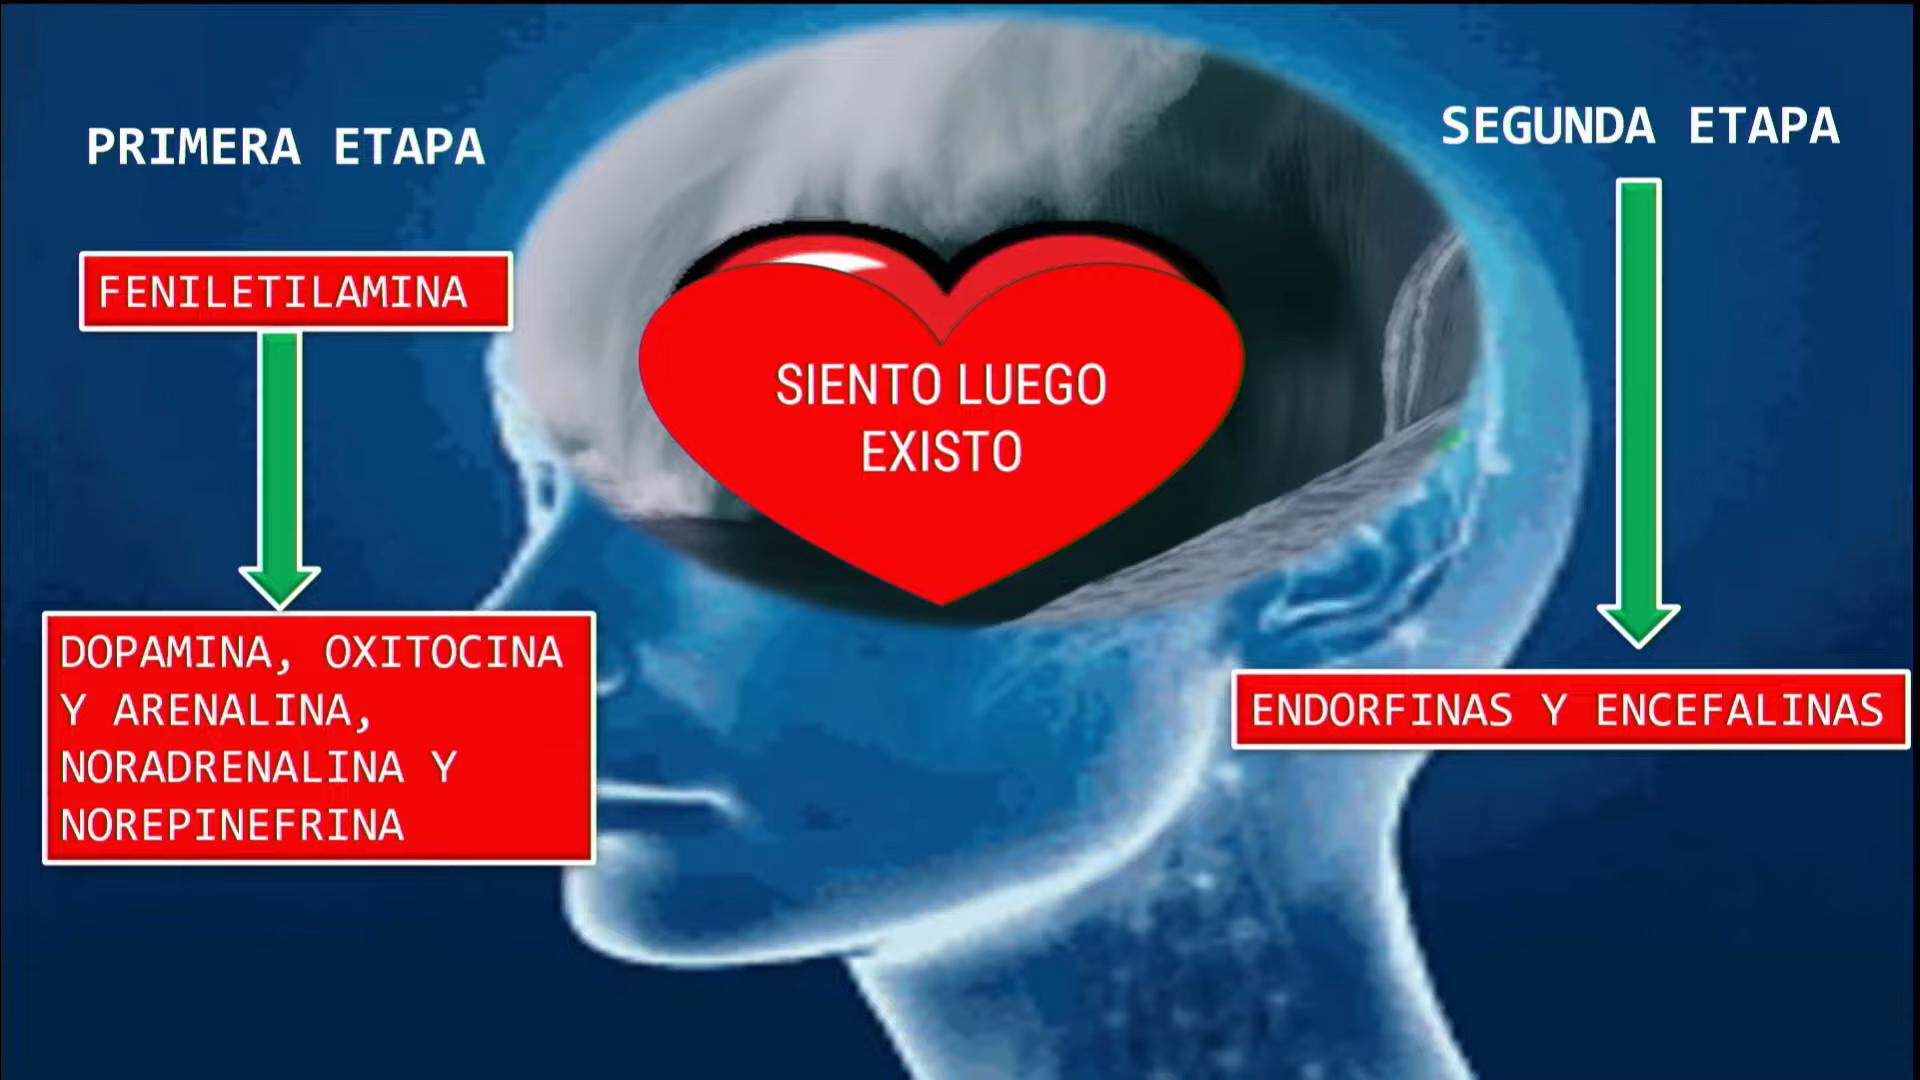 PRIMERA ETAPA
FENILETILAMINA
DOPAMINA, OXITOCINA
Y ARENALINA,
NORADRENALINA Y
NOREPINEFRINA
SIENTO LUEGO
EXISTO
SEGUNDA ETAPA
ENDORFINAS Y ENCEFALINAS